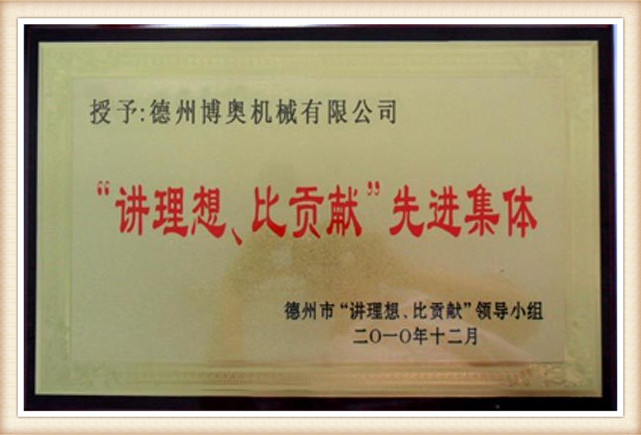 授予:德州博奥机械有限公司
“讲理想、比贡献”先进集体
德州市“讲理想、比贡献”领导小组
二〇一〇年十二月